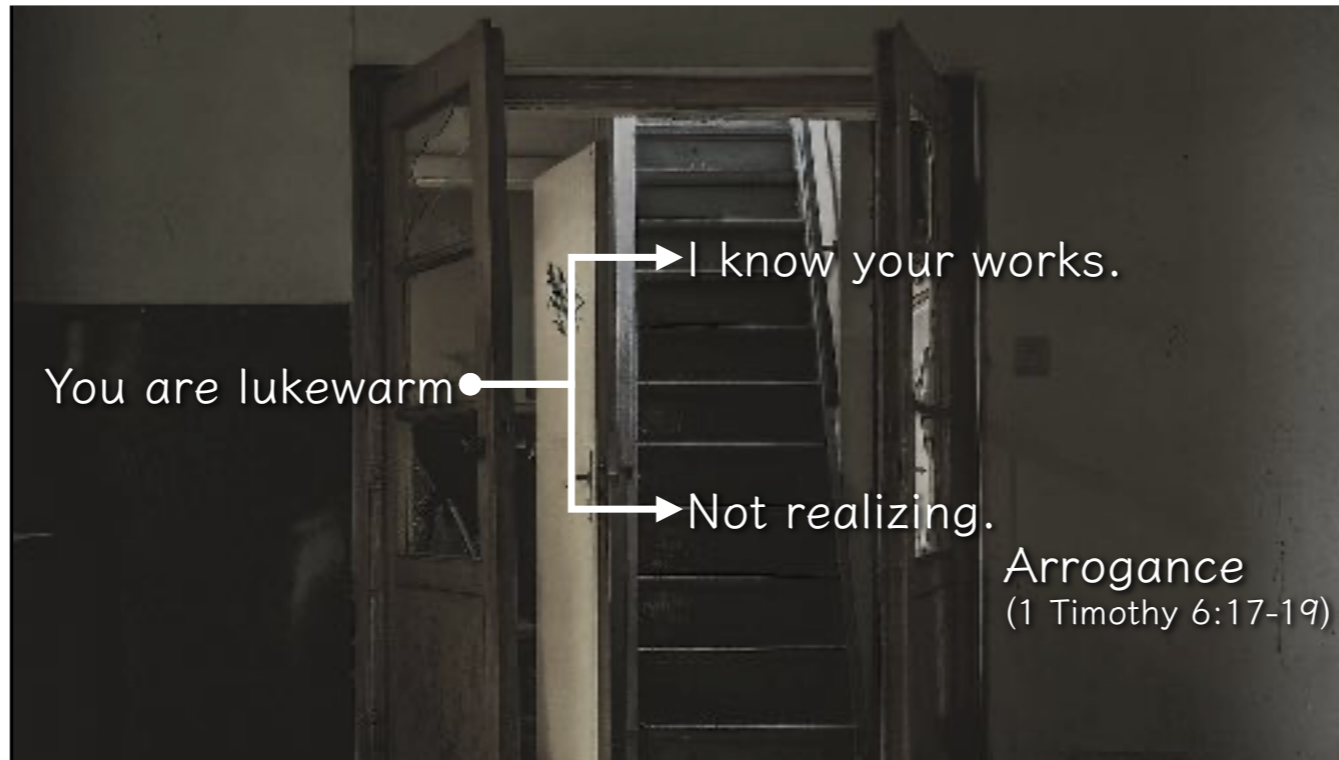 You are lukewarm
I know your works.
Not realizing.
Arrogance
(1 Timothy 6:17-19)